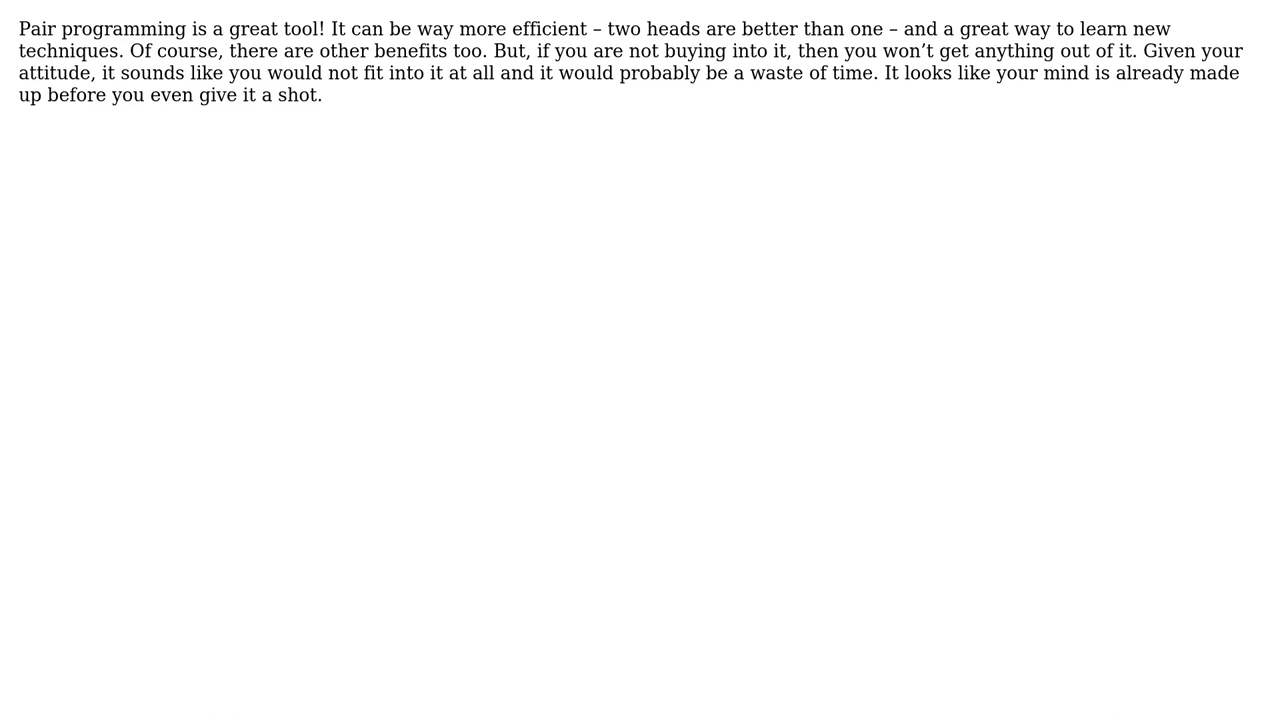 Pair programming is a great tool! It can be way more efficient – two heads are better than one – and a great way to learn new
techniques. Of course, there are other benefits too. But, if you are not buying into it, then you won’t get anything out of it. Given your
attitude, it sounds like you would not fit into it at all and it would probably be a waste of time. It looks like your mind is already made
up before you even give it a shot.